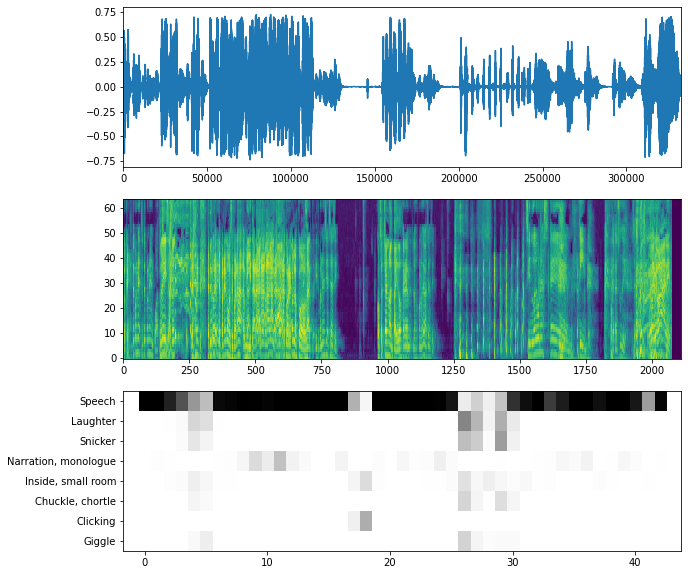 0.75
0.50
0.25
0.00
−0.25
−0.50
−0.75
0 50000 100000 150000 200000 250000 300000
60
50
40
30
20
10
0
0 250 500 750 1000 1250 1500 1750 2000
Speech
Laughter
Snicker
Narration, monologue
Inside, small room
Chuckle, chortle
Clicking
Giggle
0 10 20 30 40